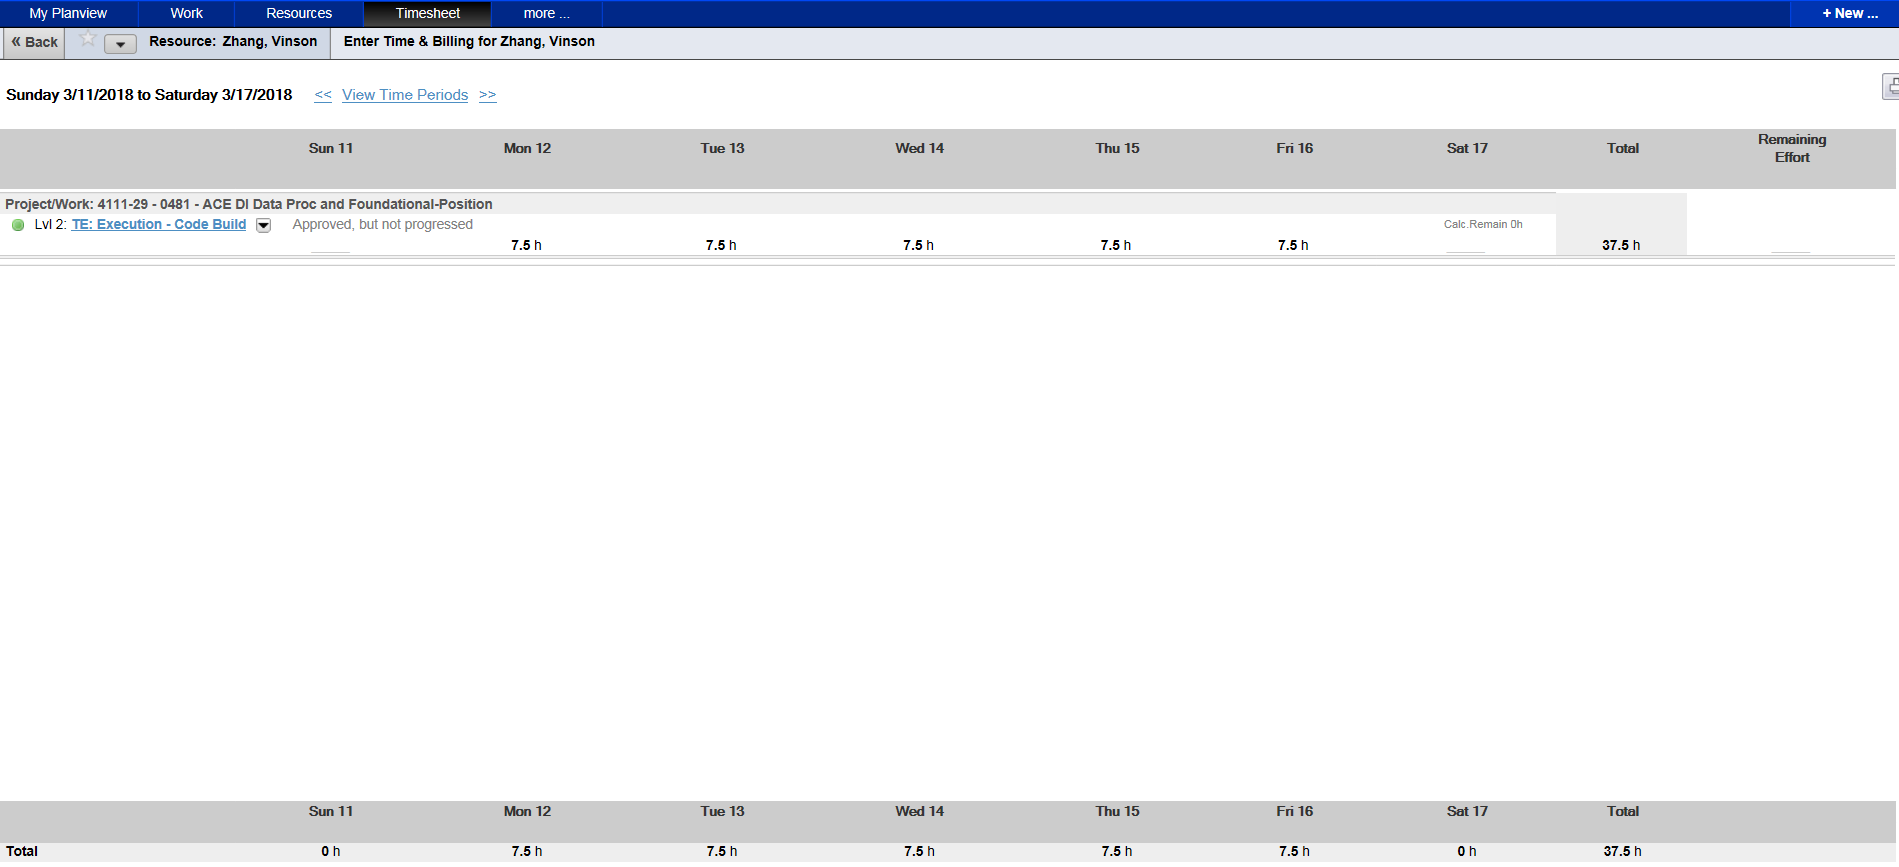 My Planview Work Resources Timesheet more ... + New ...
« Back Resource: Zhang, Vinson Enter Time & Billing for Zhang, Vinson
Sunday 3/11/2018 to Saturday 3/17/2018 << View Time Periods >>
Sun 11 Mon 12 Tue 13 Wed 14 Thu 15 Fri 16 Sat 17 Total Remaining Effort
Project/Work: 4111-29 - 0481 - ACE DI Data Proc and Foundational-Position
Lvl 2: TE: Execution - Code Build Approved, but not progressed Calc.Remain 0h
7.5 h 7.5 h 7.5 h 7.5 h 7.5 h 37.5 h
Sun 11 Mon 12 Tue 13 Wed 14 Thu 15 Fri 16 Sat 17 Total
Total 0 h 7.5 h 7.5 h 7.5 h 7.5 h 7.5 h 0 h 37.5 h